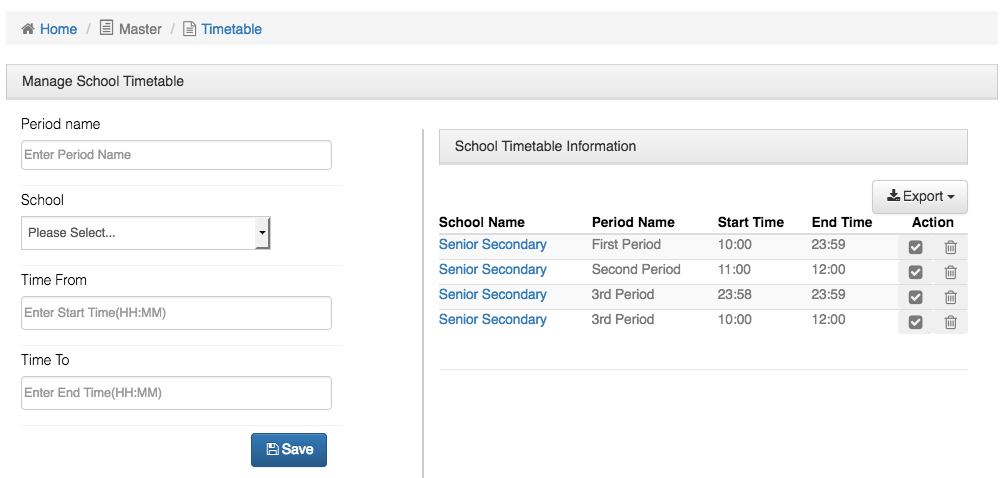 Home / Master / Timetable
Manage School Timetable
Period name
Enter Period Name
School
Please Select...
Time From
Enter Start Time(HH:MM)
Time To
Enter End Time(HH:MM)
Save
School Timetable Information
Export
School Name Period Name Start Time End Time Action
Senior Secondary First Period 10:00 23:59
Senior Secondary Second Period 11:00 12:00
Senior Secondary 3rd Period 23:58 23:59
Senior Secondary 3rd Period 10:00 12:00